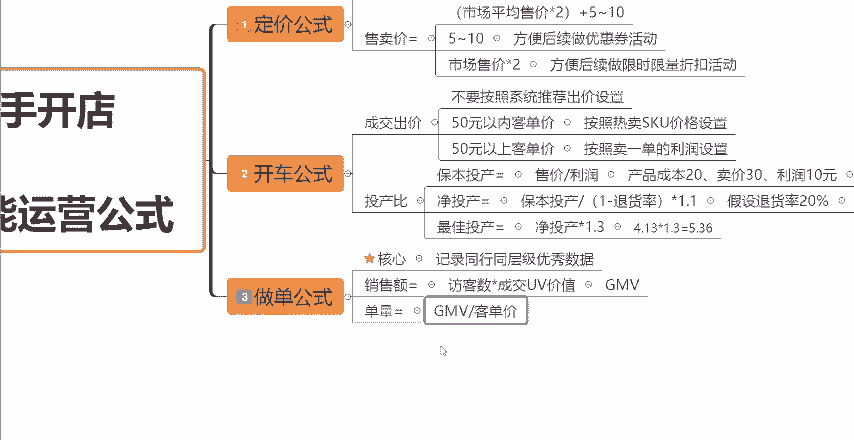 手开店
能运营公式
1 定价公式
售卖价=
（市场平均售价*2）+5~10
5~10 方便后续做优惠券活动
市场售价*2 方便后续做限时限量折扣活动
2 开车公式
成交出价
不要按照系统推荐出价设置
50元以内客单价 按照热卖SKU价格设置
50元以上客单价 按照卖一单的利润设置
投产比
保本投产= 售价/利润 产品成本20、卖价30、利润10元
净投产= 保本投产/（1-退货率）*1.1 假设退货率20%
最佳投产= 净投产*1.3 4.13*1.3=5.36
3 做单公式
核心 记录同行同层级优秀数据
销售额= 访客数*成交UV价值 GMV
单量= GMV/客单价